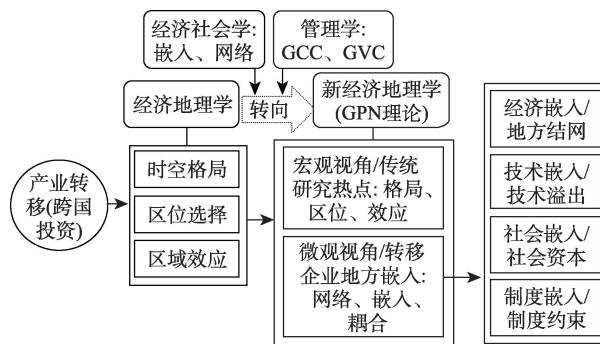 经济社会学:
嵌入、网络
管理学:
GCC、GVC
经济地理学
转向
新经济地理学
(GPN理论)
产业转
移(跨国
投资)
时空格局
区位选择
区域效应
宏观视角/传统
研究热点: 格局、
区位、效应
微观视角/转移
企业地方嵌入:
网络、嵌入、
耦合
经济嵌入/
地方结网
技术嵌入/
技术溢出
社会嵌入/
社会资本
制度嵌入/
制度约束